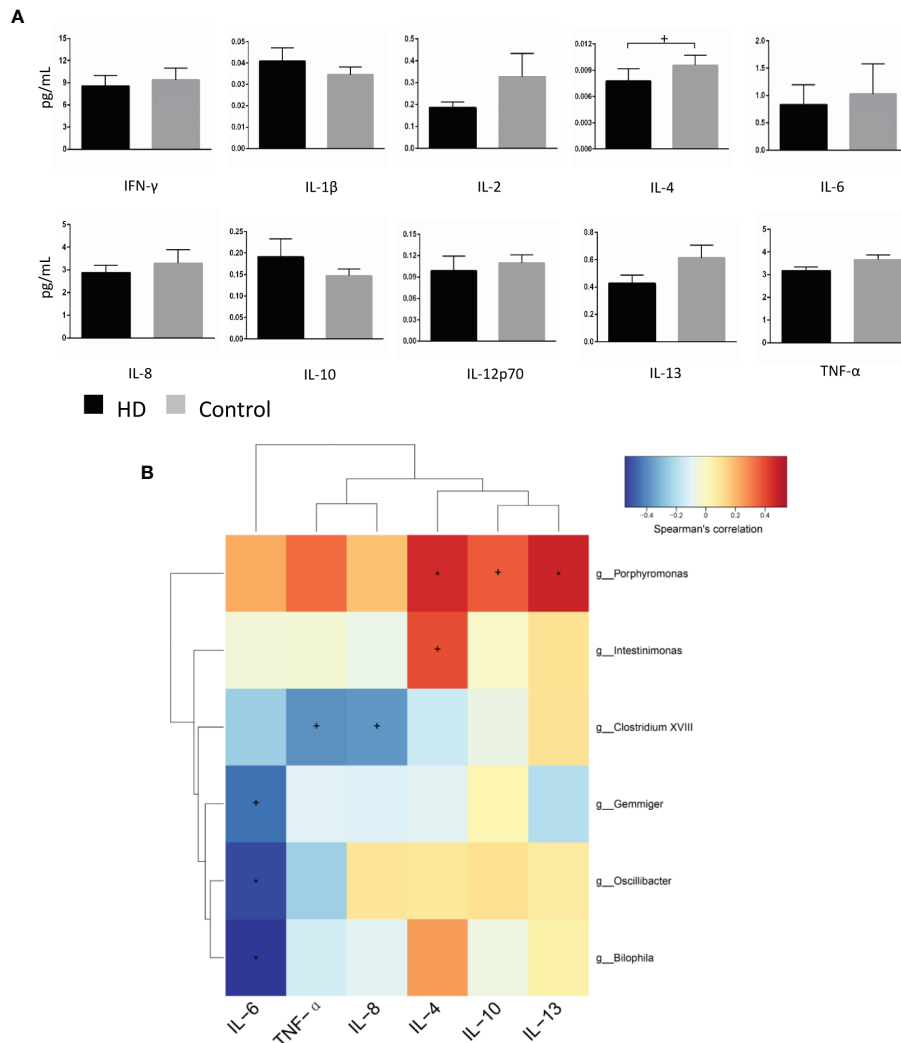 A
pg/mL
15
12
9
6
3
0
IFN-γ
0.05
0.04
0.03
0.02
0.01
0.00
IL-1β
0.5
0.4
0.3
0.2
0.1
0.0
IL-2
0.012
0.009
0.006
0.003
0.000
+
IL-4
2.0
1.5
1.0
0.5
0.0
IL-6
pg/mL
5
4
3
2
1
0
IL-8
0.25
0.20
0.15
0.10
0.05
0.00
IL-10
0.15
0.12
0.09
0.06
0.03
0.00
IL-12p70
0.8
0.6
0.4
0.2
0.0
IL-13
5
4
3
2
1
0
TNF-α
HD Control
B
−0.4 −0.2 0 0.2 0.4
Spearman's correlation
* + * g__Porphyromonas
+ g__Intestinimonas
+ + g__Clostridium XVIII
+ g__Gemmiger
* g__Oscillibacter
* g__Bilophila
IL−6 TNF−α IL−8 IL−4 IL−10 IL−13